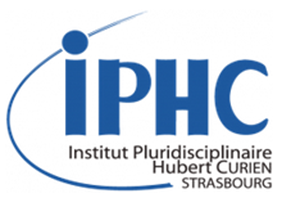 iPHC
Institut Pluridisciplinaire
Hubert CURIEN
STRASBOURG